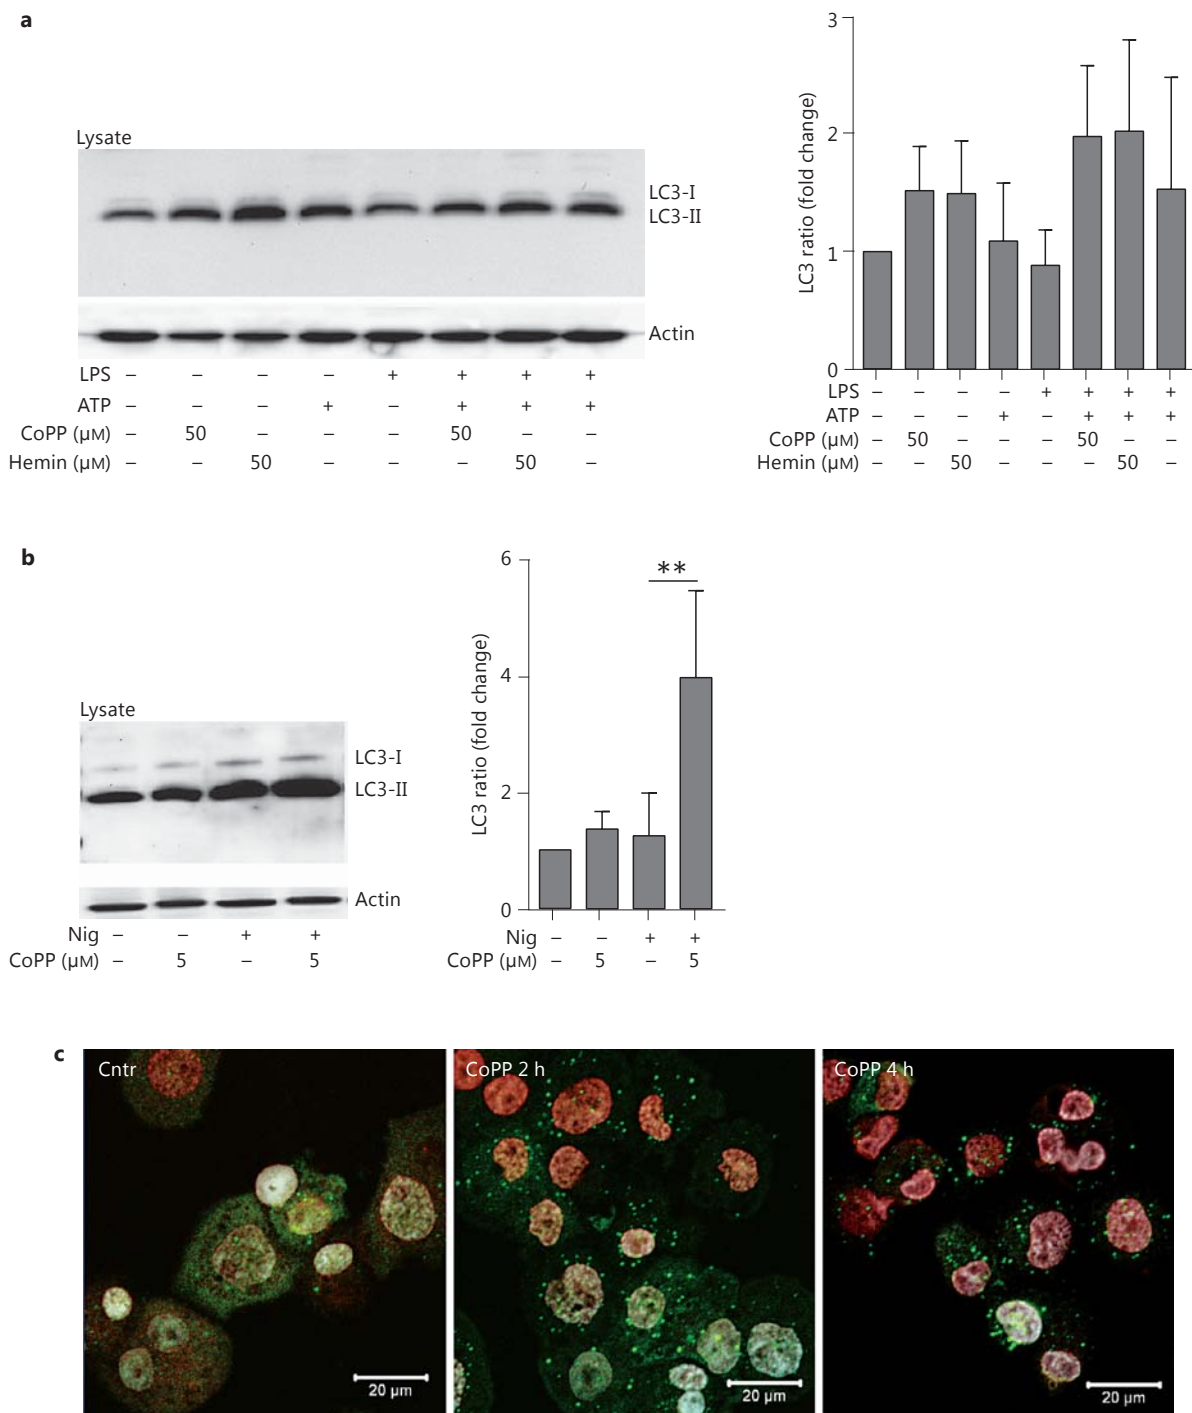 a
Lysate
LC3-I
LC3-II
Actin
LPS – – – – + + + +
ATP – – – + – + + +
CoPP (µM) – 50 – – – 50 – –
Hemin (µM) – – 50 – – – 50 –
LC3 ratio (fold change)
3
2
1
0
LPS – – – – + + + +
ATP – – – + – + + +
CoPP (µM) – 50 – – – 50 – –
Hemin (µM) – – 50 – – – 50 –
b
Lysate
LC3-I
LC3-II
Actin
Nig – – + +
CoPP (µM) – 5 – 5
LC3 ratio (fold change)
6
4
2
0
**
Nig – – + +
CoPP (µM) – 5 – 5
c
Cntr
20 µm
CoPP 2 h
20 µm
CoPP 4 h
20 µm